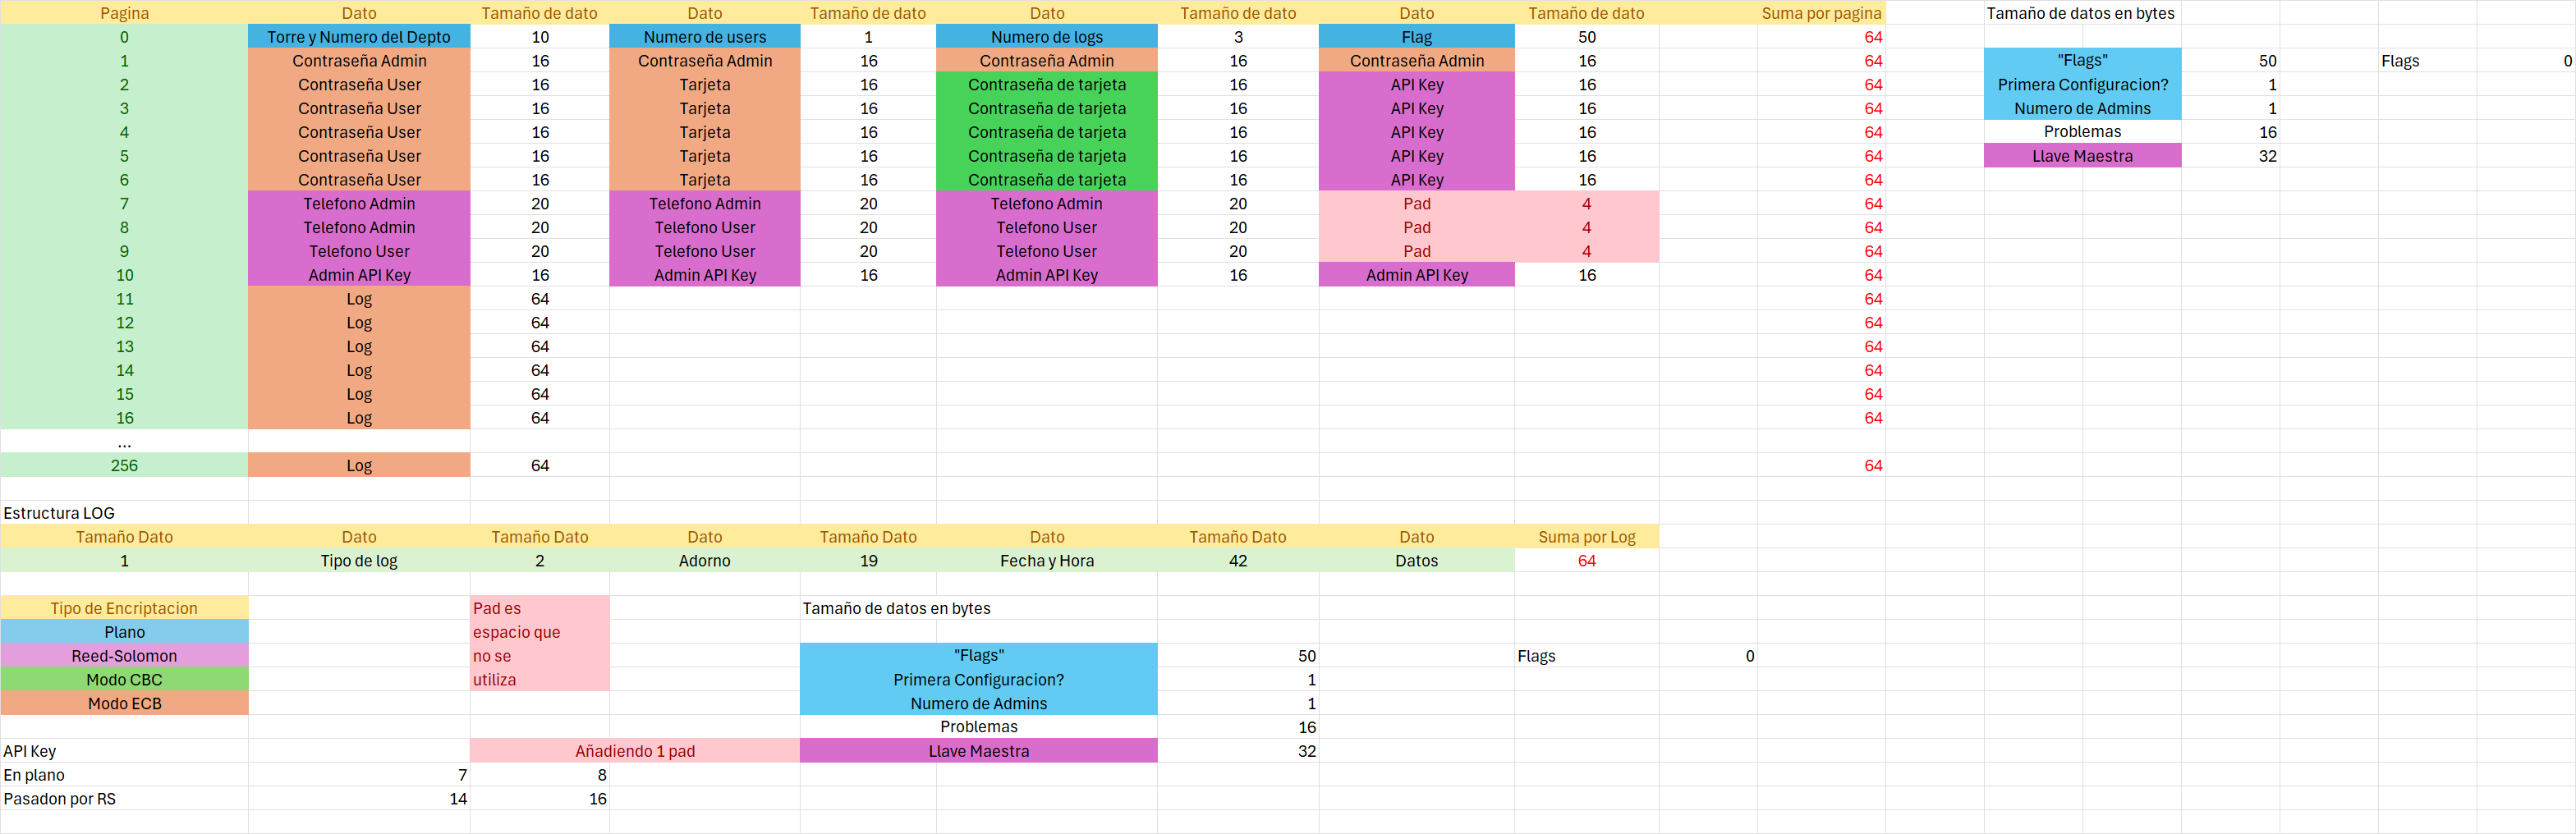 Pagina Dato Tamaño de dato Dato Tamaño de dato Dato Tamaño de dato Dato Tamaño de dato Suma por pagina Tamaño de datos en bytes
0 Torre y Numero del Depto 10 Numero de users 1 Numero de logs 3 Flag 50 64
1 Contraseña Admin 16 Contraseña Admin 16 Contraseña Admin 16 Contraseña Admin 16 64 "Flags" 50 Flags 0
2 Contraseña User 16 Tarjeta 16 Contraseña de tarjeta 16 API Key 16 64 Primera Configuracion? 1
3 Contraseña User 16 Tarjeta 16 Contraseña de tarjeta 16 API Key 16 64 Numero de Admins 1
4 Contraseña User 16 Tarjeta 16 Contraseña de tarjeta 16 API Key 16 64 Problemas 16
5 Contraseña User 16 Tarjeta 16 Contraseña de tarjeta 16 API Key 16 64 Llave Maestra 32
6 Contraseña User 16 Tarjeta 16 Contraseña de tarjeta 16 API Key 16 64
7 Telefono Admin 20 Telefono Admin 20 Telefono Admin 20 Pad 4 64
8 Telefono Admin 20 Telefono User 20 Telefono User 20 Pad 4 64
9 Telefono User 20 Telefono User 20 Telefono User 20 Pad 4 64
10 Admin API Key 16 Admin API Key 16 Admin API Key 16 Admin API Key 16 64
11 Log 64 64
12 Log 64 64
13 Log 64 64
14 Log 64 64
15 Log 64 64
16 Log 64 64
...
256 Log 64 64
Estructura LOG
Tamaño Dato Dato Tamaño Dato Dato Tamaño Dato Dato Tamaño Dato Dato Suma por Log
1 Tipo de log 2 Adorno 19 Fecha y Hora 42 Datos 64
Tipo de Encriptacion Pad es Tamaño de datos en bytes
Plano espacio que
Reed-Solomon no se "Flags" 50 Flags 0
Modo CBC utiliza Primera Configuracion? 1
Modo ECB Numero de Admins 1
Problemas 16
API Key Añadiendo 1 pad Llave Maestra 32
En plano 7 8
Pasadon por RS 14 16